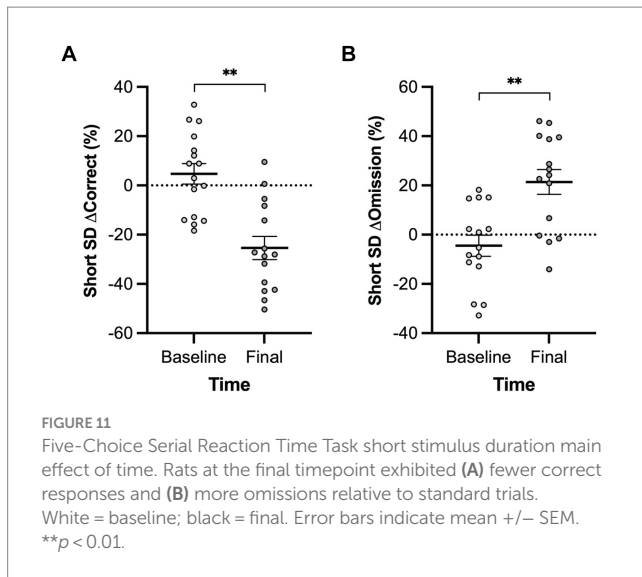 A
B
**
**
40
20
0
-20
-40
-60
Short SD ΔCorrect (%)
Baseline
Final
Time
60
40
20
0
-20
-40
Short SD ΔOmission (%)
Baseline
Final
Time
FIGURE 11
Five-Choice Serial Reaction Time Task short stimulus duration main
effect of time. Rats at the final timepoint exhibited (A) fewer correct
responses and (B) more omissions relative to standard trials.
White = baseline; black = final. Error bars indicate mean +/− SEM.
**p < 0.01.